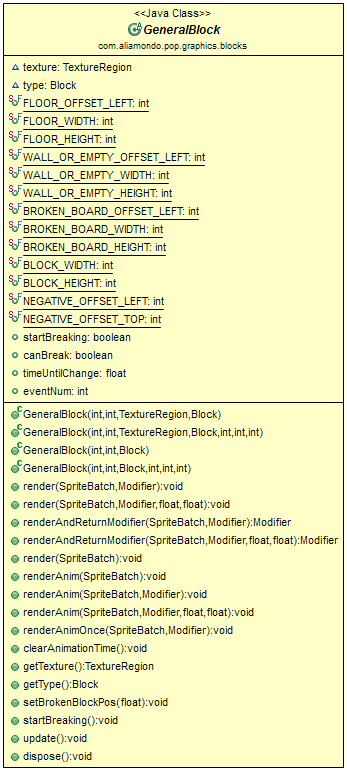 <<Java Class>>
GeneralBlock
com.aliamondo.pop.graphics.blocks
texture: TextureRegion
type: Block
FLOOR_OFFSET_LEFT: int
FLOOR_WIDTH: int
FLOOR_HEIGHT: int
WALL_OR_EMPTY_OFFSET_LEFT: int
WALL_OR_EMPTY_WIDTH: int
WALL_OR_EMPTY_HEIGHT: int
BROKEN_BOARD_OFFSET_LEFT: int
BROKEN_BOARD_WIDTH: int
BROKEN_BOARD_HEIGHT: int
BLOCK_WIDTH: int
BLOCK_HEIGHT: int
NEGATIVE_OFFSET_LEFT: int
NEGATIVE_OFFSET_TOP: int
startBreaking: boolean
canBreak: boolean
timeUntilChange: float
eventNum: int
GeneralBlock(int,int,TextureRegion,Block)
GeneralBlock(int,int,TextureRegion,Block,int,int,int)
GeneralBlock(int,int,Block)
GeneralBlock(int,int,Block,int,int,int)
render(SpriteBatch,Modifier):void
render(SpriteBatch,Modifier,float,float):void
renderAndReturnModifier(SpriteBatch,Modifier):Modifier
renderAndReturnModifier(SpriteBatch,Modifier,float,float):Modifier
render(SpriteBatch):void
renderAnim(SpriteBatch):void
renderAnim(SpriteBatch,Modifier):void
renderAnim(SpriteBatch,Modifier,float,float):void
renderAnimOnce(SpriteBatch,Modifier):void
clearAnimationTime():void
getTexture():TextureRegion
getType():Block
setBrokenBlockPos(float):void
startBreaking():void
update():void
dispose():void